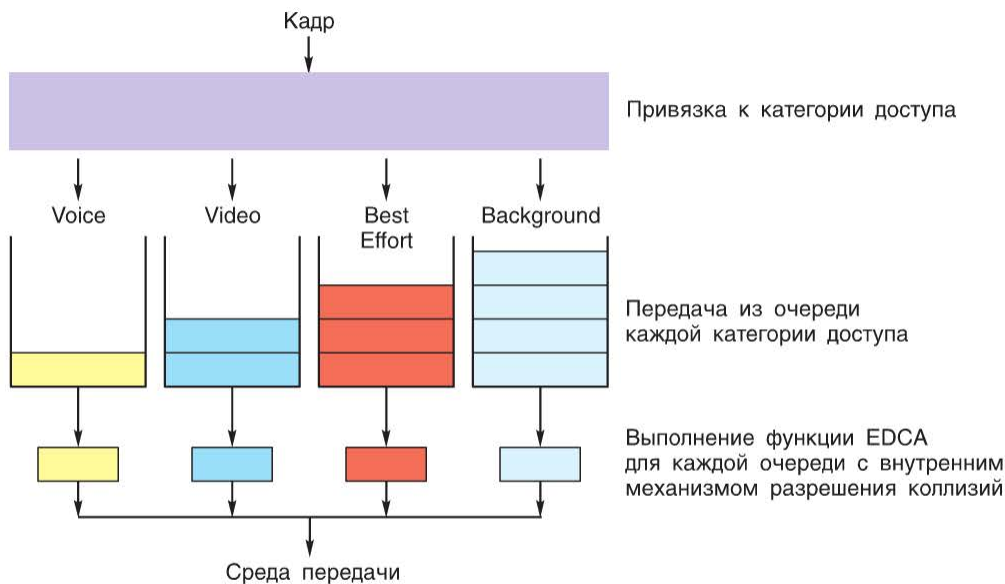 Кадр
Привязка к категории доступа
Voice
Video
Best
Effort
Background
Передача из очереди
каждой категории доступа
Выполнение функции EDCA
для каждой очереди с внутренним
механизмом разрешения коллизий
Среда передачи